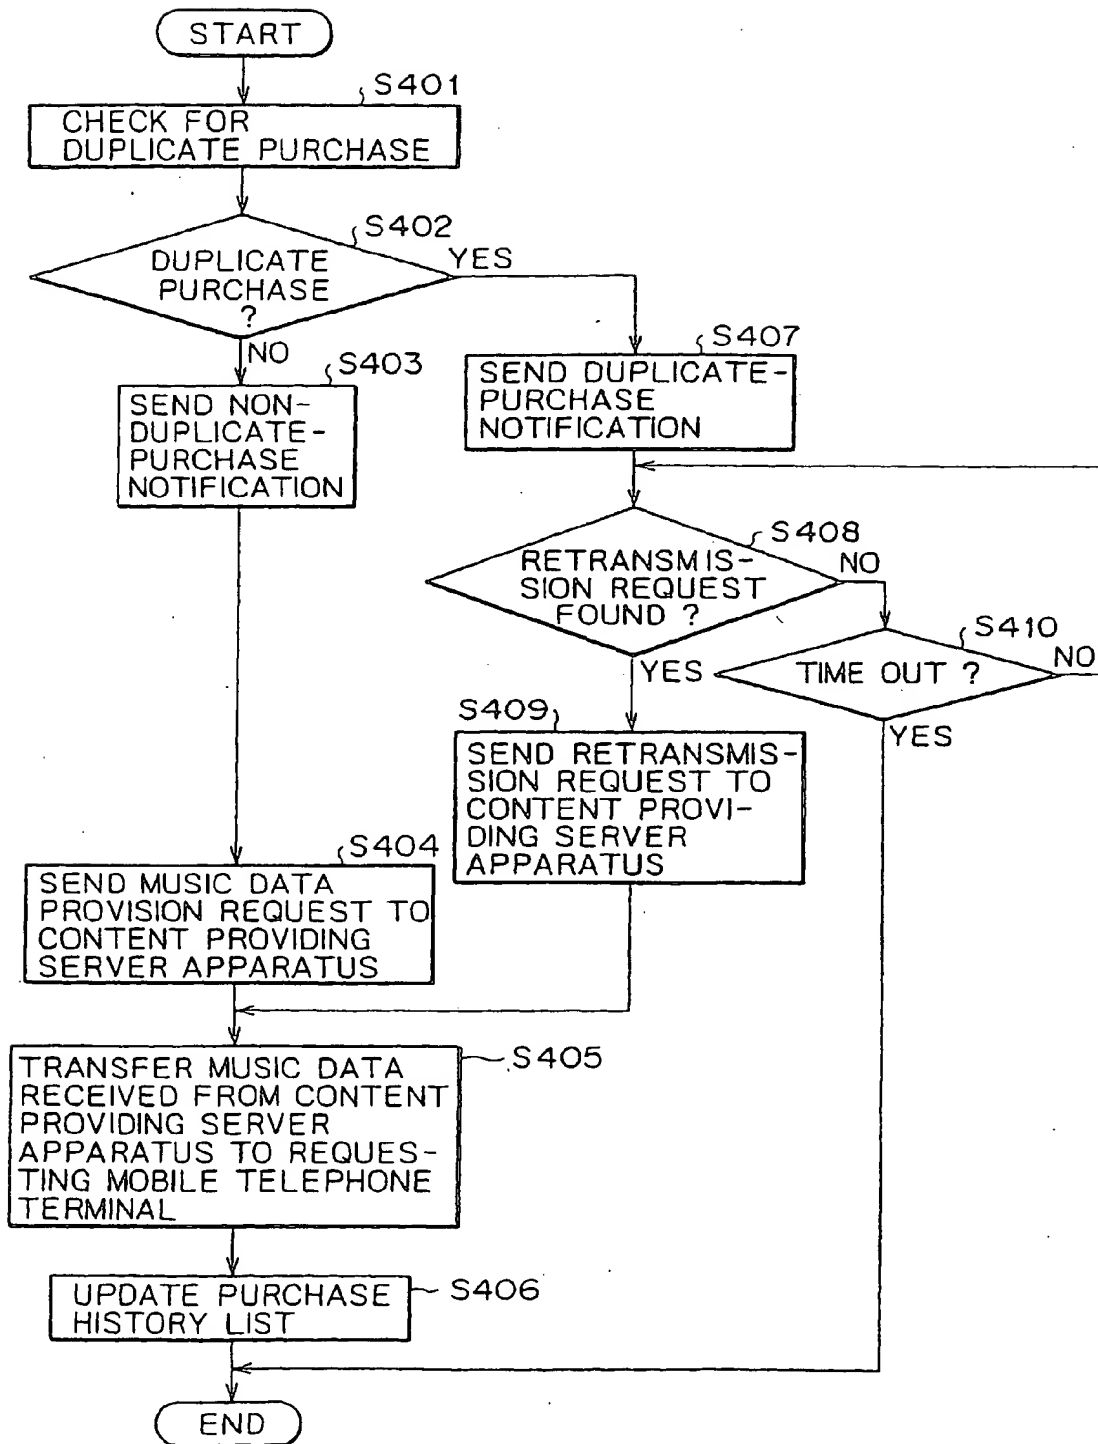 START
S401
CHECK FOR
DUPLICATE PURCHASE
S402
DUPLICATE
PURCHASE
?
YES
NO
S403
SEND NON-
DUPLICATE-
PURCHASE
NOTIFICATION
S407
SEND DUPLICATE-
PURCHASE
NOTIFICATION
S408
RETRANSMIS-
SION REQUEST
FOUND ?
NO
YES
S410
TIME OUT ?
NO
YES
S409
SEND RETRANSMIS-
SION REQUEST TO
CONTENT PROVI-
DING SERVER
APPARATUS
S404
SEND MUSIC DATA
PROVISION REQUEST TO
CONTENT PROVIDING
SERVER APPARATUS
S405
TRANSFER MUSIC DATA
RECEIVED FROM CONTENT
PROVIDING SERVER
APPARATUS TO REQUES-
TING MOBILE TELEPHONE
TERMINAL
S406
UPDATE PURCHASE
HISTORY LIST
END